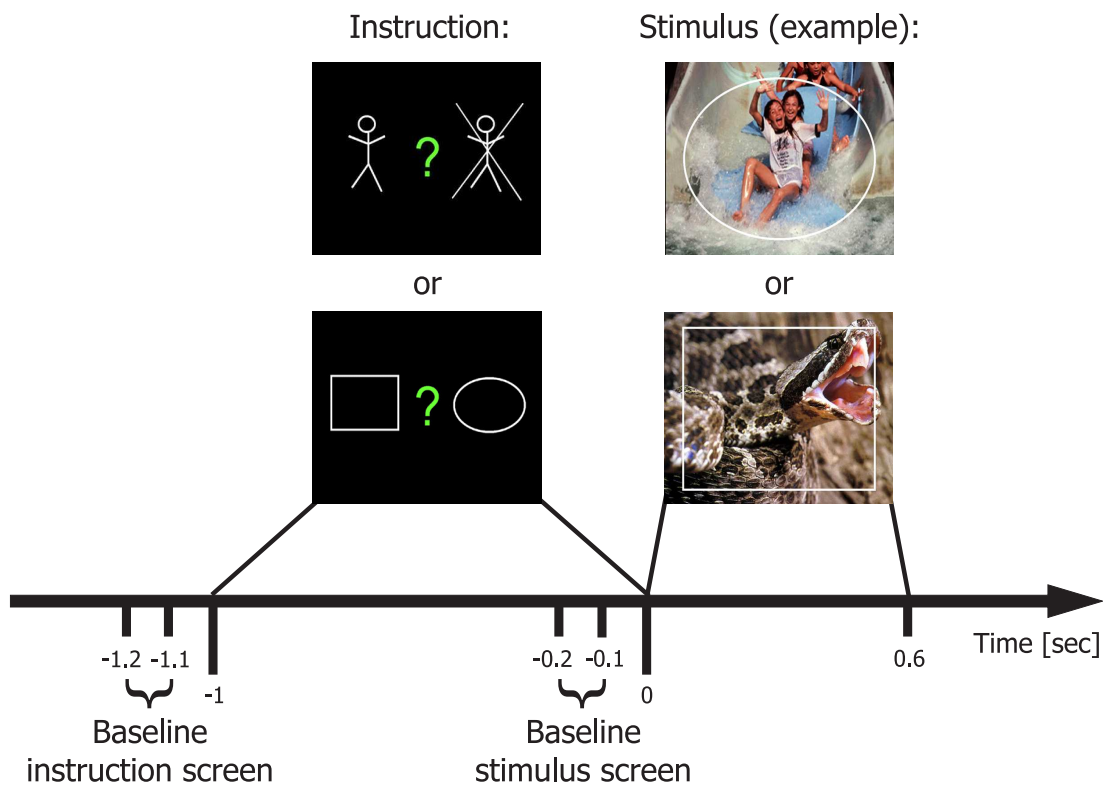 Instruction:
Stimulus (example):
?
or
or
?
-1.2
-1.1
-1
-0.2
-0.1
0
0.6
Time [sec]
Baseline
instruction screen
Baseline
stimulus screen